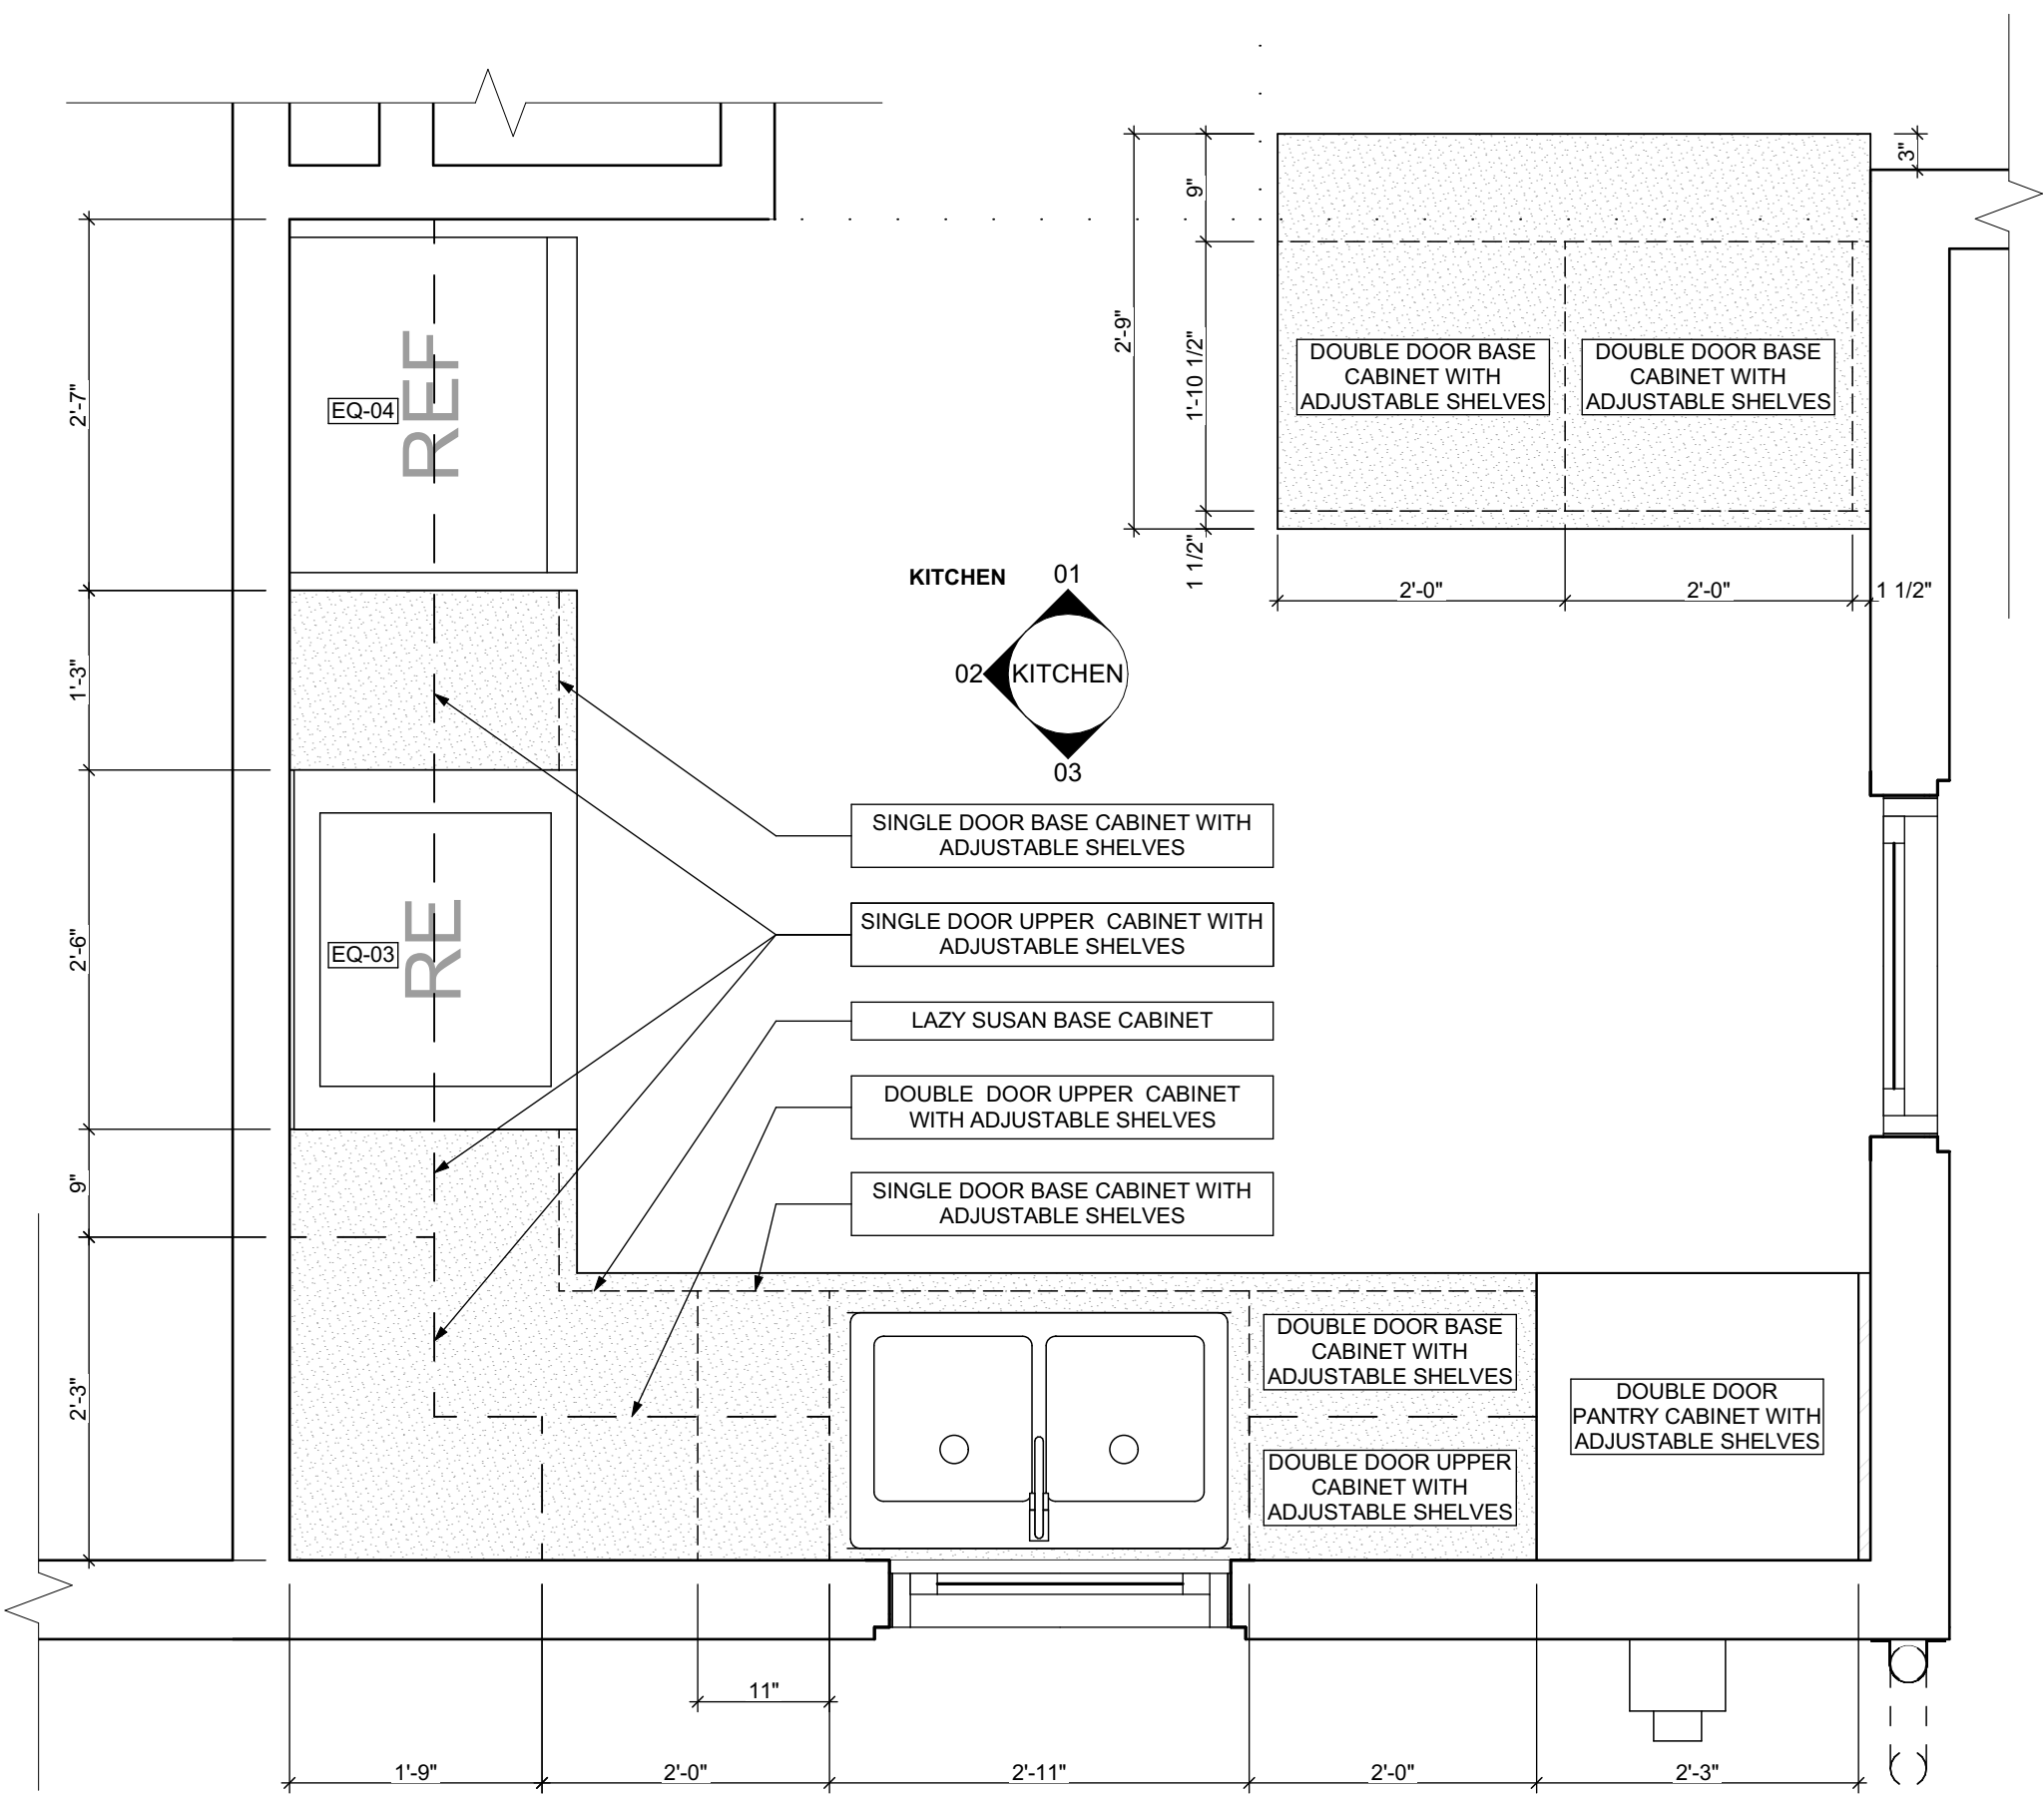 3"
9"
2'-9"
1'-10 1/2"
1 1/2"
DOUBLE DOOR BASE
CABINET WITH
ADJUSTABLE SHELVES
DOUBLE DOOR BASE
CABINET WITH
ADJUSTABLE SHELVES
2'-0"
2'-0"
1 1/2"
2'-7"
EQ-04
REF
KITCHEN
01
02
KITCHEN
03
1'-3"
SINGLE DOOR BASE CABINET WITH
ADJUSTABLE SHELVES
SINGLE DOOR UPPER CABINET WITH
ADJUSTABLE SHELVES
2'-6"
EQ-03
RE
LAZY SUSAN BASE CABINET
DOUBLE DOOR UPPER CABINET
WITH ADJUSTABLE SHELVES
SINGLE DOOR BASE CABINET WITH
ADJUSTABLE SHELVES
9"
2'-3"
DOUBLE DOOR BASE
CABINET WITH
ADJUSTABLE SHELVES
DOUBLE DOOR UPPER
CABINET WITH
ADJUSTABLE SHELVES
DOUBLE DOOR
PANTRY CABINET WITH
ADJUSTABLE SHELVES
11"
1'-9"
2'-0"
2'-11"
2'-0"
2'-3"